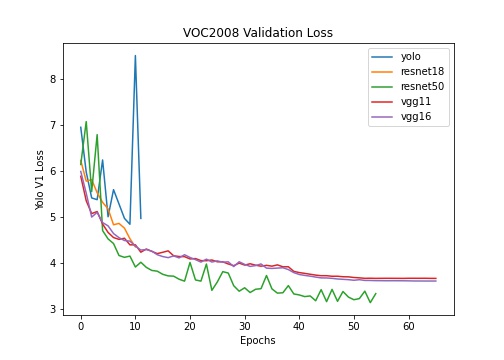 VOC2008 Validation Loss
yolo
resnet18
resnet50
vgg11
vgg16
Yolo V1 Loss
8
7
6
5
4
3
0 10 20 30 40 50 60
Epochs